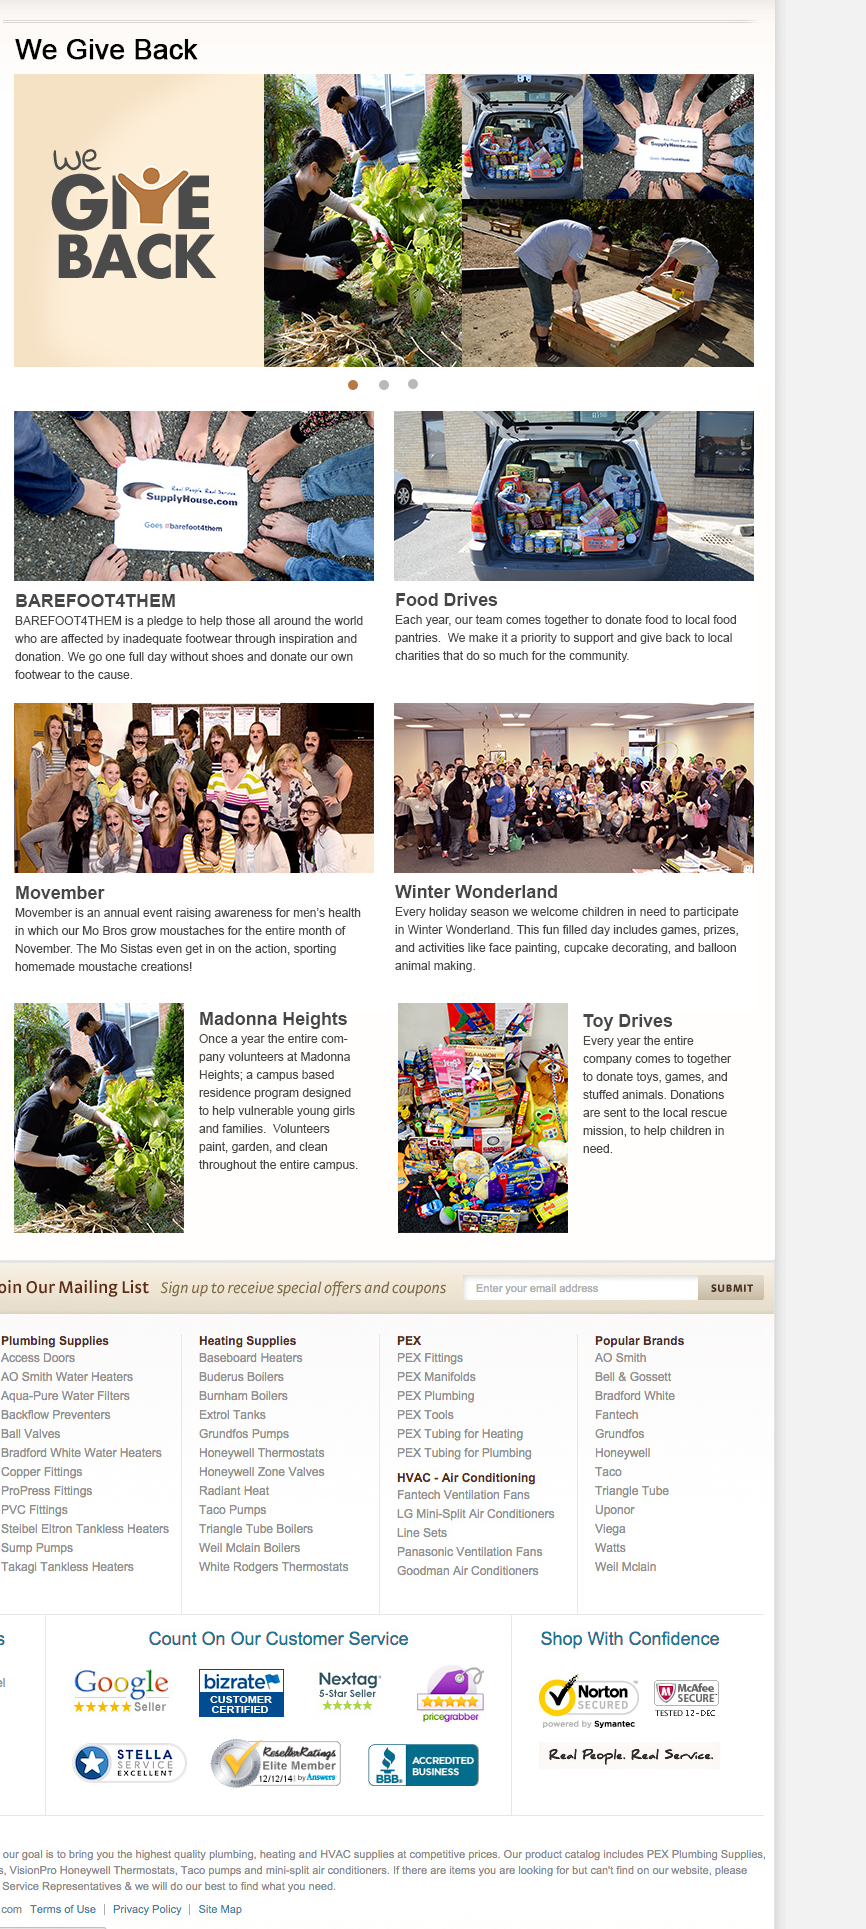 We Give Back
we
GIVE
BACK
Real People. Real Service.
SupplyHouse.com
Goes #barefoot4them
Real People. Real Service.
SupplyHouse.com
Goes #barefoot4them
BAREFOOT4THEM
BAREFOOT4THEM is a pledge to help those all around the world
who are affected by inadequate footwear through inspiration and
donation. We go one full day without shoes and donate our own
footwear to the cause.
Food Drives
Each year, our team comes together to donate food to local food
pantries.  We make it a priority to support and give back to local
charities that do so much for the community.
Movember
Movember is an annual event raising awareness for men's health
in which our Mo Bros grow moustaches for the entire month of
November. The Mo Sistas even get in on the action, sporting
homemade moustache creations!
Winter Wonderland
Every holiday season we welcome children in need to participate
in Winter Wonderland. This fun filled day includes games, prizes,
and activities like face painting, cupcake decorating, and balloon
animal making.
Madonna Heights
Once a year the entire com-
pany volunteers at Madonna
Heights; a campus based
residence program designed
to help vulnerable young girls
and families.  Volunteers
paint, garden, and clean
throughout the entire campus.
Toy Drives
Every year the entire
company comes to together
to donate toys, games, and
stuffed animals. Donations
are sent to the local rescue
mission, to help children in
need.
oin Our Mailing List Sign up to receive special offers and coupons Enter your email address SUBMIT
Plumbing Supplies
Access Doors
AO Smith Water Heaters
Aqua-Pure Water Filters
Backflow Preventers
Ball Valves
Bradford White Water Heaters
Copper Fittings
ProPress Fittings
PVC Fittings
Steibel Eltron Tankless Heaters
Sump Pumps
Takagi Tankless Heaters
Heating Supplies
Baseboard Heaters
Buderus Boilers
Burnham Boilers
Extrol Tanks
Grundfos Pumps
Honeywell Thermostats
Honeywell Zone Valves
Radiant Heat
Taco Pumps
Triangle Tube Boilers
Weil Mclain Boilers
White Rodgers Thermostats
PEX
PEX Fittings
PEX Manifolds
PEX Plumbing
PEX Tools
PEX Tubing for Heating
PEX Tubing for Plumbing
HVAC - Air Conditioning
Fantech Ventilation Fans
LG Mini-Split Air Conditioners
Line Sets
Panasonic Ventilation Fans
Goodman Air Conditioners
Popular Brands
AO Smith
Bell & Gossett
Bradford White
Fantech
Grundfos
Honeywell
Taco
Triangle Tube
Uponor
Viega
Watts
Weil Mclain
s
el
Count On Our Customer Service
Google
Seller
bizrate
CUSTOMER
CERTIFIED
Nextag
5-Star Seller
pricegrabber
STELLA
SERVICE
EXCELLENT
ResellerRatings
Elite Member
12/12/14 | by Answers
BBB
ACCREDITED
BUSINESS
Shop With Confidence
Norton
SECURED
powered by Symantec
McAfee
SECURE
TESTED 12-DEC
Real People. Real Service.
our goal is to bring you the highest quality plumbing, heating and HVAC supplies at competitive prices. Our product catalog includes PEX Plumbing Supplies,
s, VisionPro Honeywell Thermostats, Taco pumps and mini-split air conditioners. If there are items you are looking for but can't find on our website, please
Service Representatives & we will do our best to find what you need.
com Terms of Use | Privacy Policy | Site Map